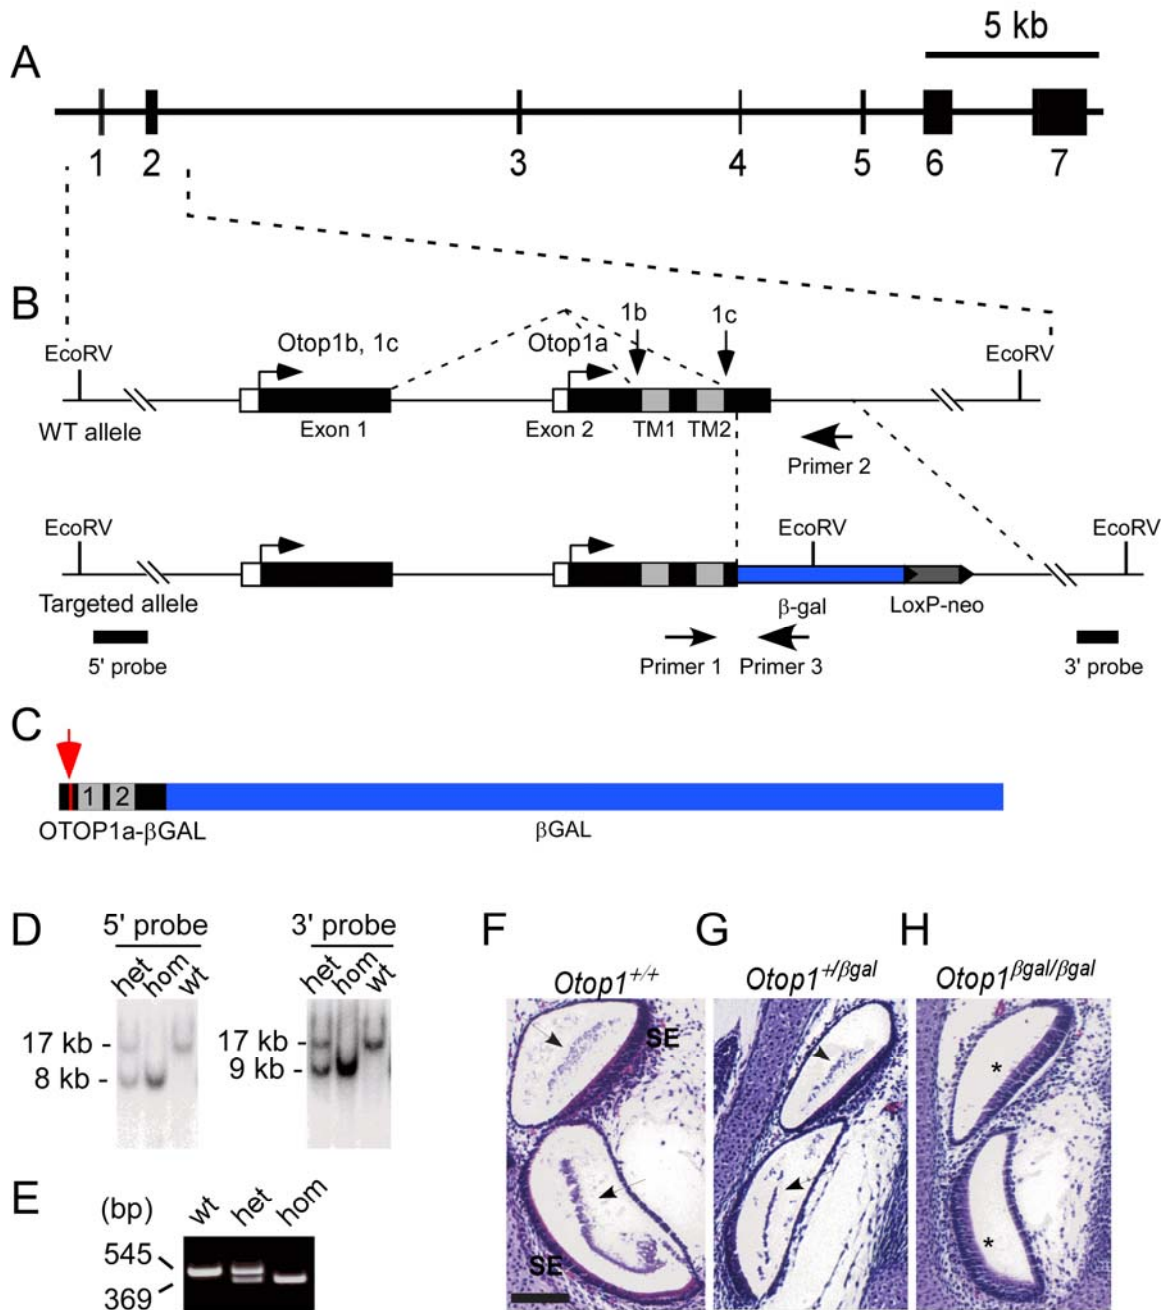 A
5 kb
1 2 3 4 5 6 7
B
1b 1c
Otop1b, 1c Otop1a
EcoRV EcoRV
WT allele Exon 1 Exon 2 TM1 TM2
Primer 2
EcoRV EcoRV EcoRV
Targeted allele β-gal LoxP-neo
5' probe Primer 1 Primer 3 3' probe
C
1 2
OTOP1a-βGAL βGAL
D
5' probe 3' probe
het hom wt het hom wt
17 kb - 17 kb -
8 kb - 9 kb -
E
(bp) wt het hom
545
369
F G H
Otop1+/+ Otop1+/βgal Otop1βgal/βgal
SE
*
SE *